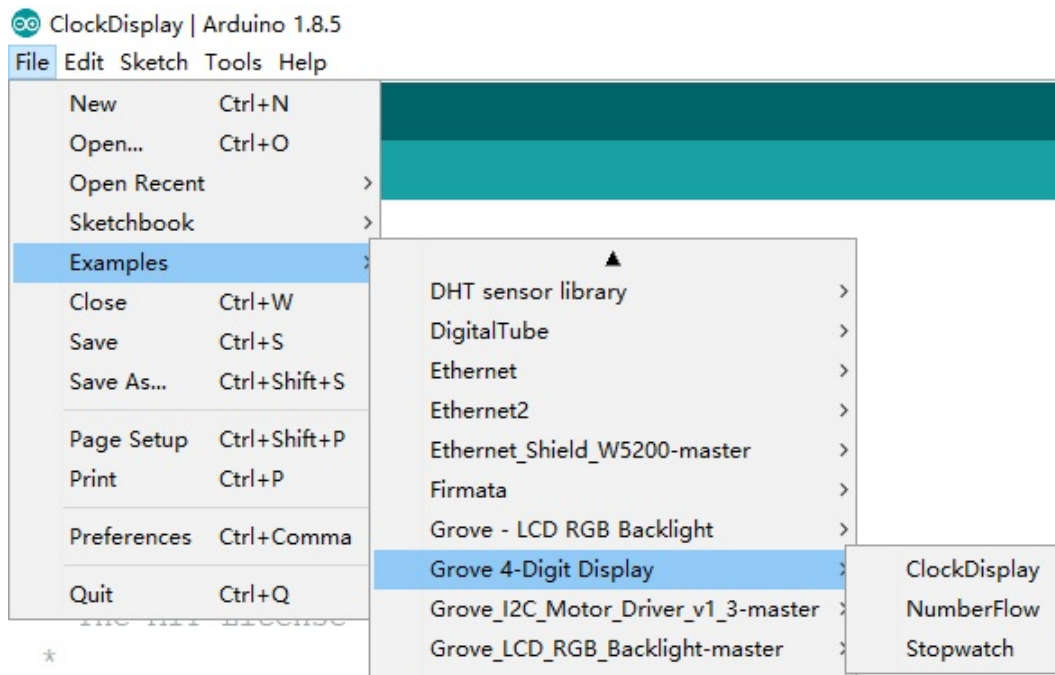 ClockDisplay | Arduino 1.8.5
File Edit Sketch Tools Help
New Ctrl+N
Open... Ctrl+O
Open Recent
Sketchbook
Examples
Close Ctrl+W
Save Ctrl+S
Save As... Ctrl+Shift+S
Page Setup Ctrl+Shift+P
Print Ctrl+P
Preferences Ctrl+Comma
Quit Ctrl+Q
DHT sensor library
DigitalTube
Ethernet
Ethernet2
Ethernet_Shield_W5200-master
Firmata
Grove - LCD RGB Backlight
Grove 4-Digit Display
Grove_I2C_Motor_Driver_v1_3-master
Grove_LCD_RGB_Backlight-master
ClockDisplay
NumberFlow
Stopwatch
The MIT License
*